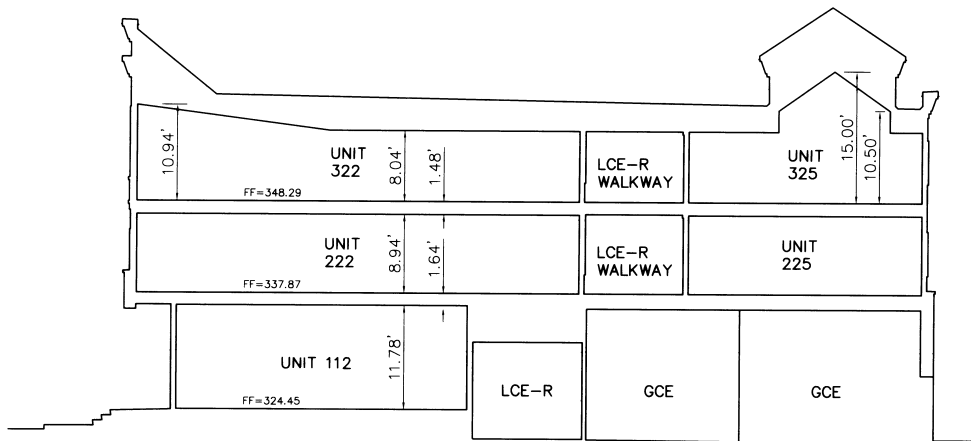 10.94'
UNIT
322
8.04'
1.48'
FF=348.29
LCE-R
WALKWAY
UNIT
325
15.00'
10.50'
UNIT
222
8.94'
1.64'
FF=337.87
LCE-R
WALKWAY
UNIT
225
UNIT 112
11.78'
FF=324.45
LCE-R
GCE
GCE